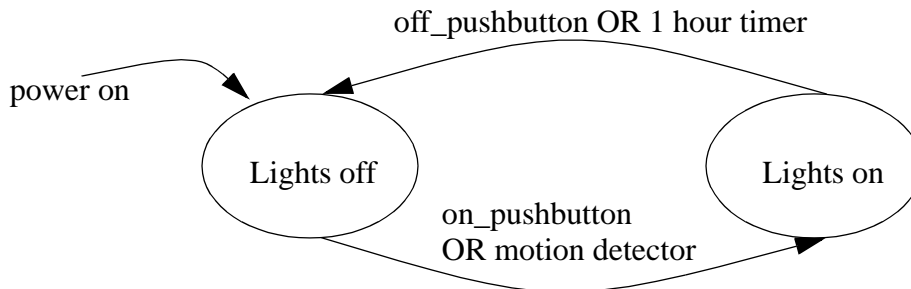 off_pushbutton OR 1 hour timer
power on
Lights off
Lights on
on_pushbutton
OR motion detector